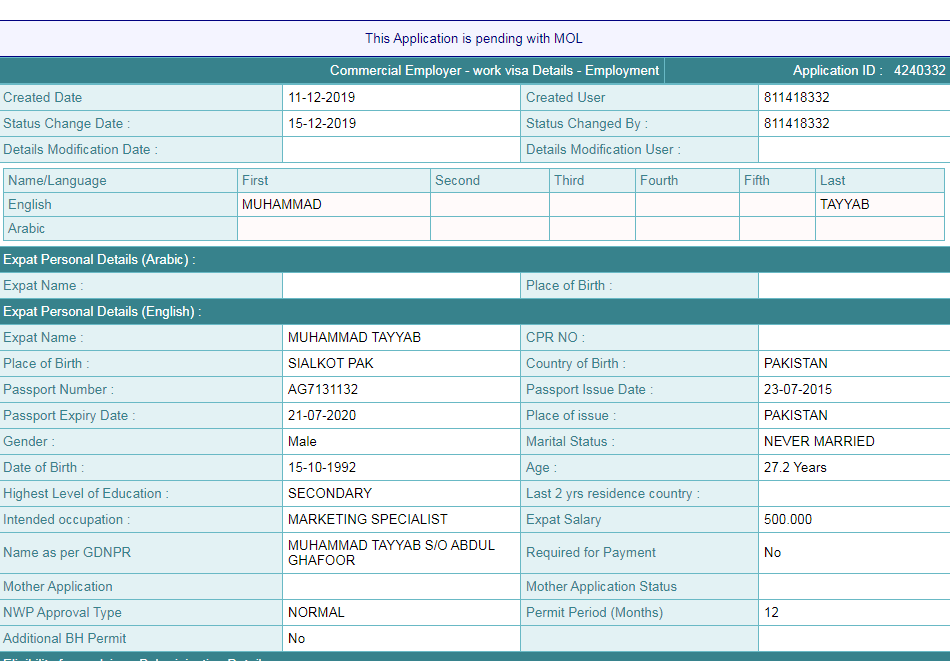 This Application is pending with MOL
Commercial Employer - work visa Details - Employment Application ID : 4240332
Created Date 11-12-2019 Created User 811418332
Status Change Date : 15-12-2019 Status Changed By : 811418332
Details Modification Date : Details Modification User :
Name/Language First Second Third Fourth Fifth Last
English MUHAMMAD TAYYAB
Arabic
Expat Personal Details (Arabic) :
Expat Name : Place of Birth :
Expat Personal Details (English) :
Expat Name : MUHAMMAD TAYYAB CPR NO :
Place of Birth : SIALKOT PAK Country of Birth : PAKISTAN
Passport Number : AG7131132 Passport Issue Date : 23-07-2015
Passport Expiry Date : 21-07-2020 Place of issue : PAKISTAN
Gender : Male Marital Status : NEVER MARRIED
Date of Birth : 15-10-1992 Age : 27.2 Years
Highest Level of Education : SECONDARY Last 2 yrs residence country :
Intended occupation : MARKETING SPECIALIST Expat Salary 500.000
Name as per GDNPR MUHAMMAD TAYYAB S/O ABDUL GHAFOOR Required for Payment No
Mother Application Mother Application Status
NWP Approval Type NORMAL Permit Period (Months) 12
Additional BH Permit No